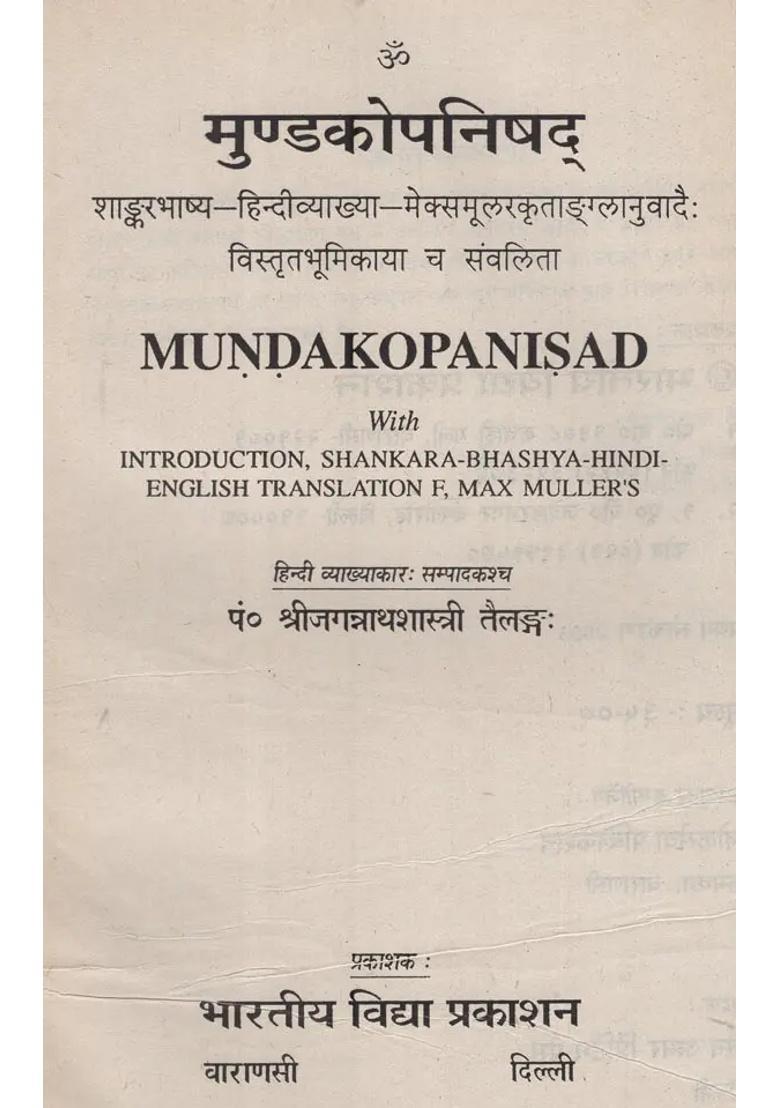 ॐ
मुण्डकोपनिषद्
शाङ्करभाष्य–हिन्दीव्याख्या–मेक्समूलरकृताङ्ग्लानुवादैः
विस्तृतभूमिकाया च संवलिता
MUṆḌAKOPANIṢAD
With
INTRODUCTION, SHANKARA-BHASHYA-HINDI-
ENGLISH TRANSLATION F, MAX MULLER'S
हिन्दी व्याख्याकारः सम्पादकश्च
पं० श्रीजगन्नाथशास्त्री तैलङ्गः
प्रकाशक :
भारतीय विद्या प्रकाशन
वाराणसी दिल्ली